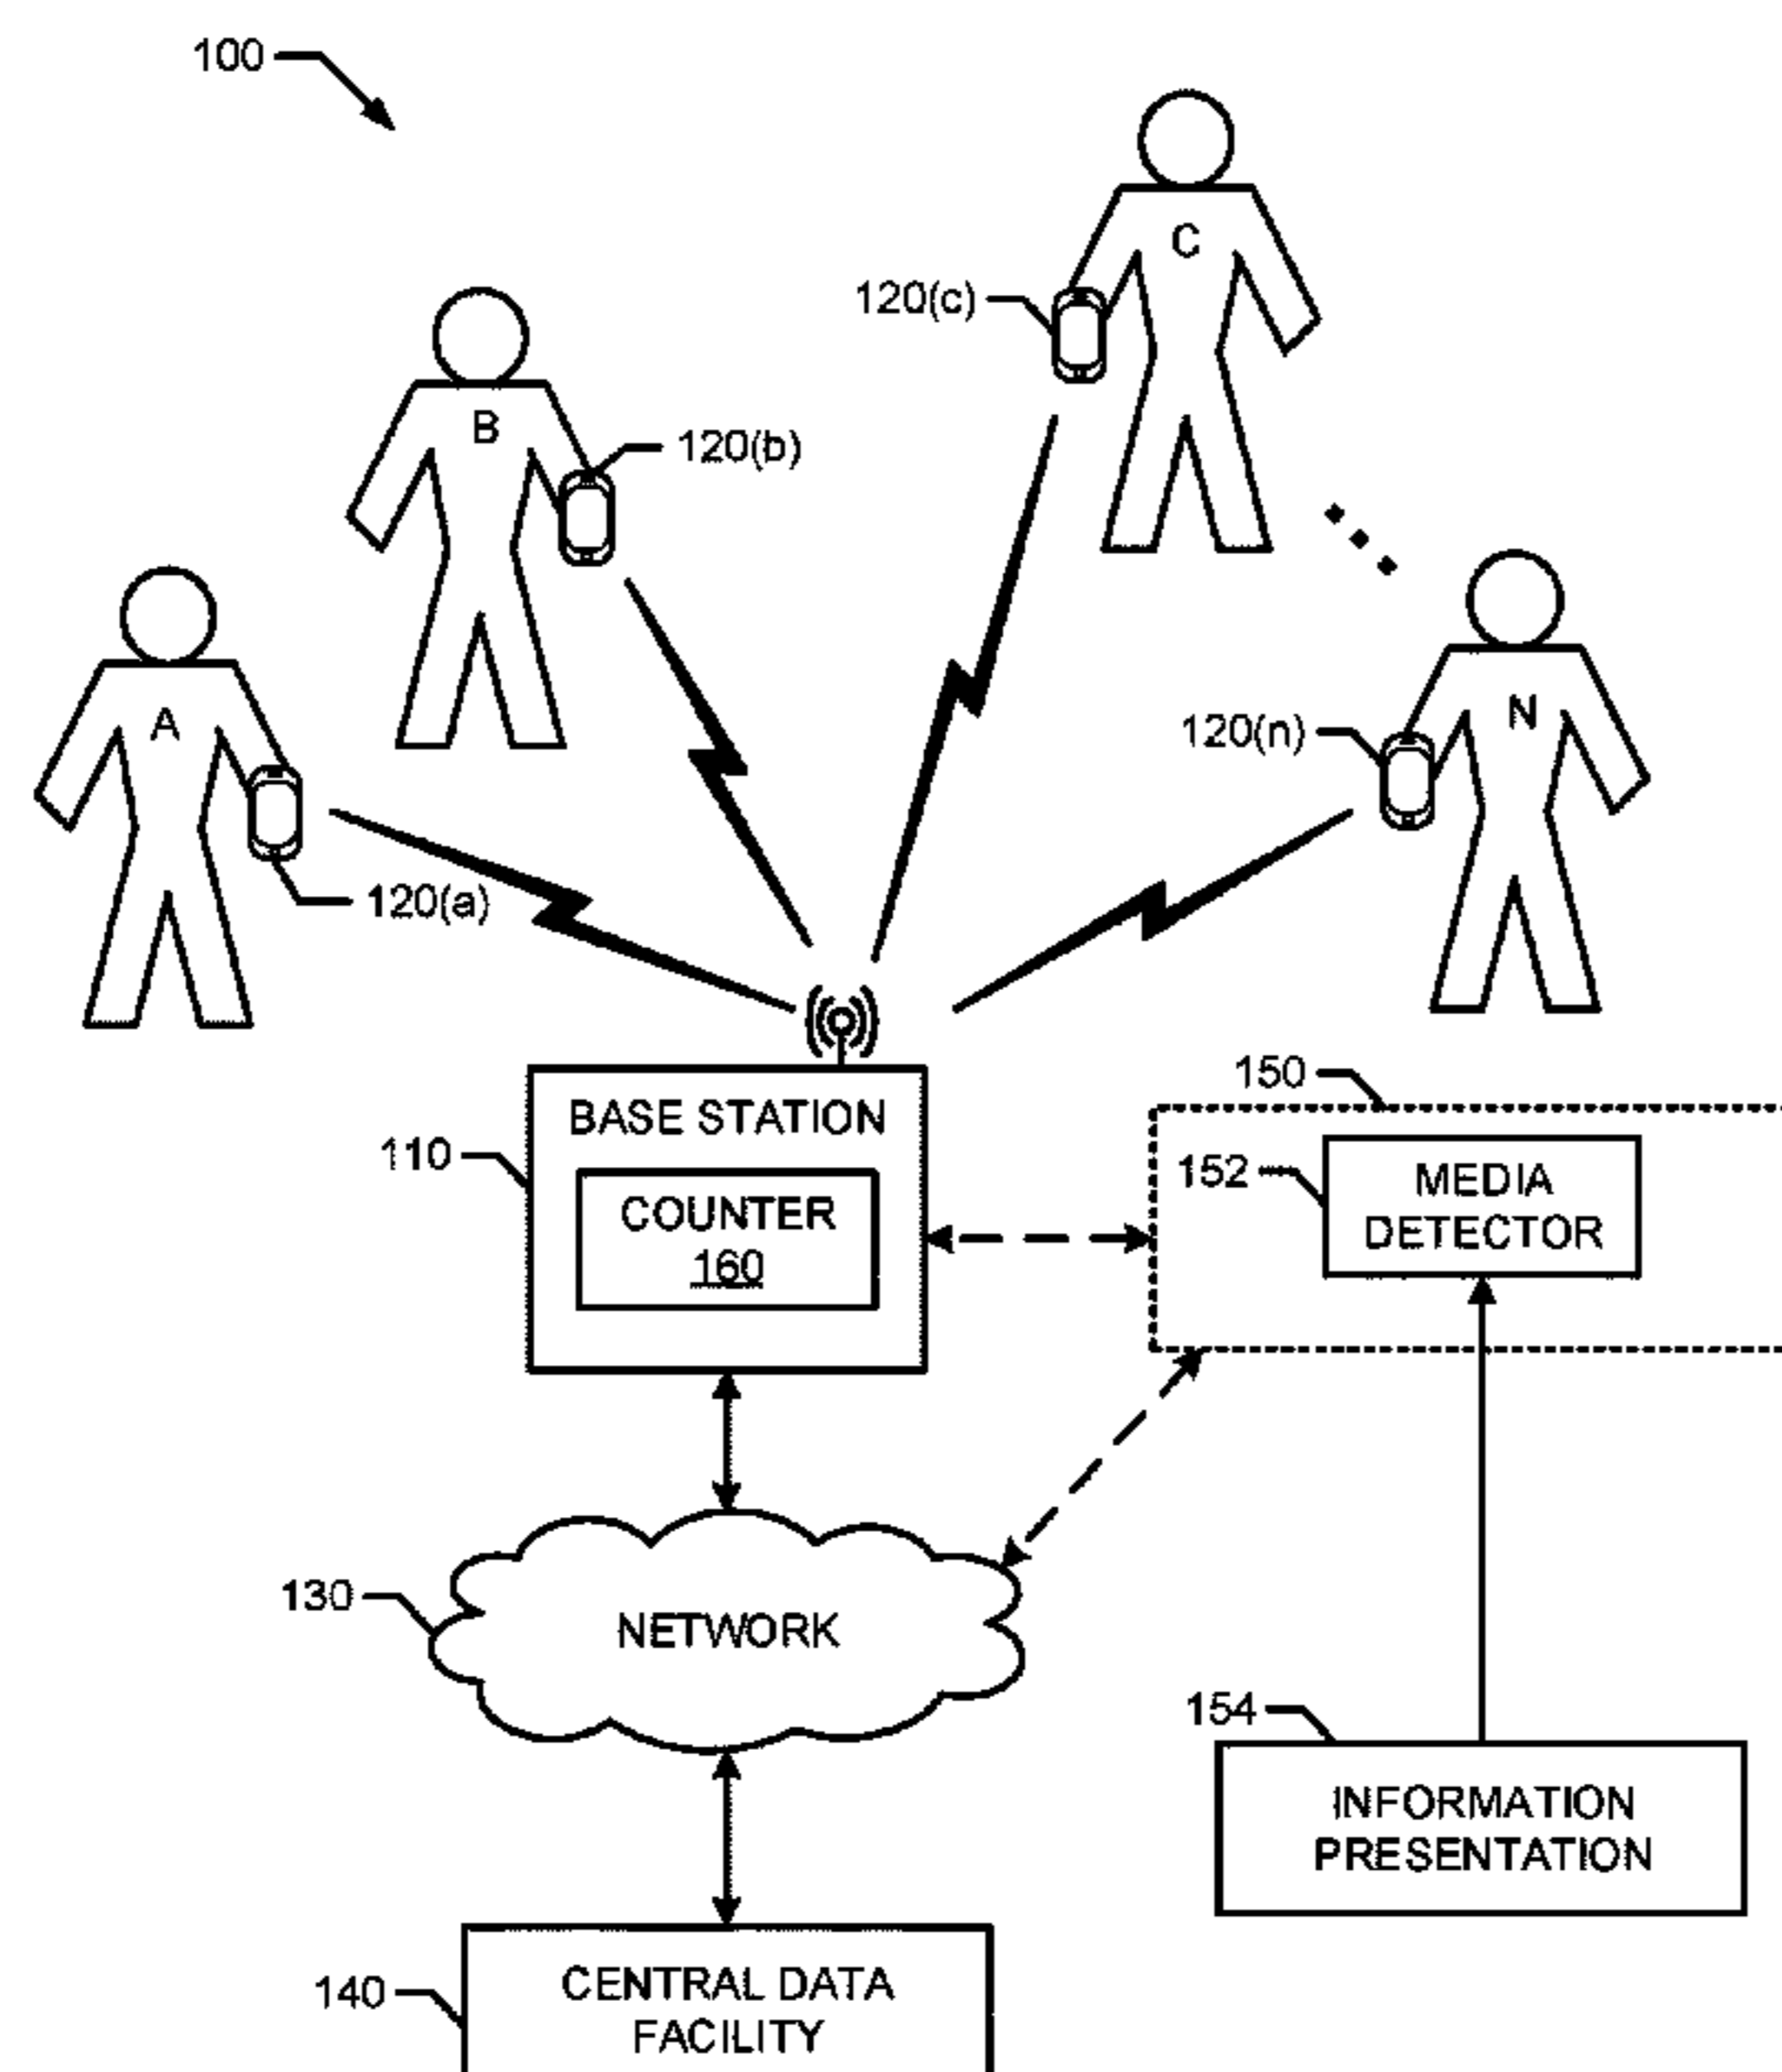 100
C
120(c)
B
120(b)
A
N
120(n)
120(a)
150
BASE STATION
110
152
MEDIA
DETECTOR
COUNTER
160
130
NETWORK
154
INFORMATION
PRESENTATION
140
CENTRAL DATA
FACILITY